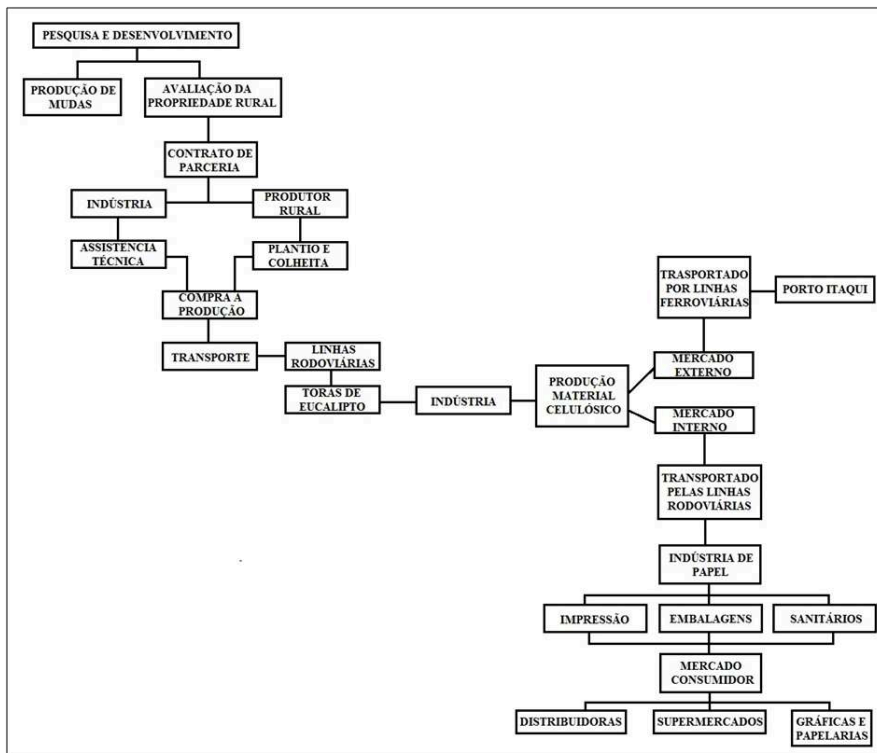 PESQUISA E DESENVOLVIMENTO
PRODUÇÃO DE
MUDAS
AVALIAÇÃO DA
PROPRIEDADE RURAL
CONTRATO DE
PARCERIA
INDÚSTRIA
PRODUTOR
RURAL
ASSISTENCIA
TÉCNICA
PLANTIO E
COLHEITA
COMPRA A
PRODUÇÃO
TRANSPORTE
LINHAS
RODOVIÁRIAS
TORAS DE
EUCALIPTO
INDÚSTRIA
PRODUÇÃO
MATERIAL
CELULÓSICO
TRASPORTADO
POR LINHAS
FERROVIÁRIAS
PORTO ITAQUI
MERCADO
EXTERNO
MERCADO
INTERNO
TRANSPORTADO
PELAS LINHAS
RODOVIÁRIAS
INDÚSTRIA DE
PAPEL
IMPRESSÃO
EMBALAGENS
SANITÁRIOS
MERCADO
CONSUMIDOR
DISTRIBUIDORAS
SUPERMERCADOS
GRÁFICAS E
PAPELARIAS